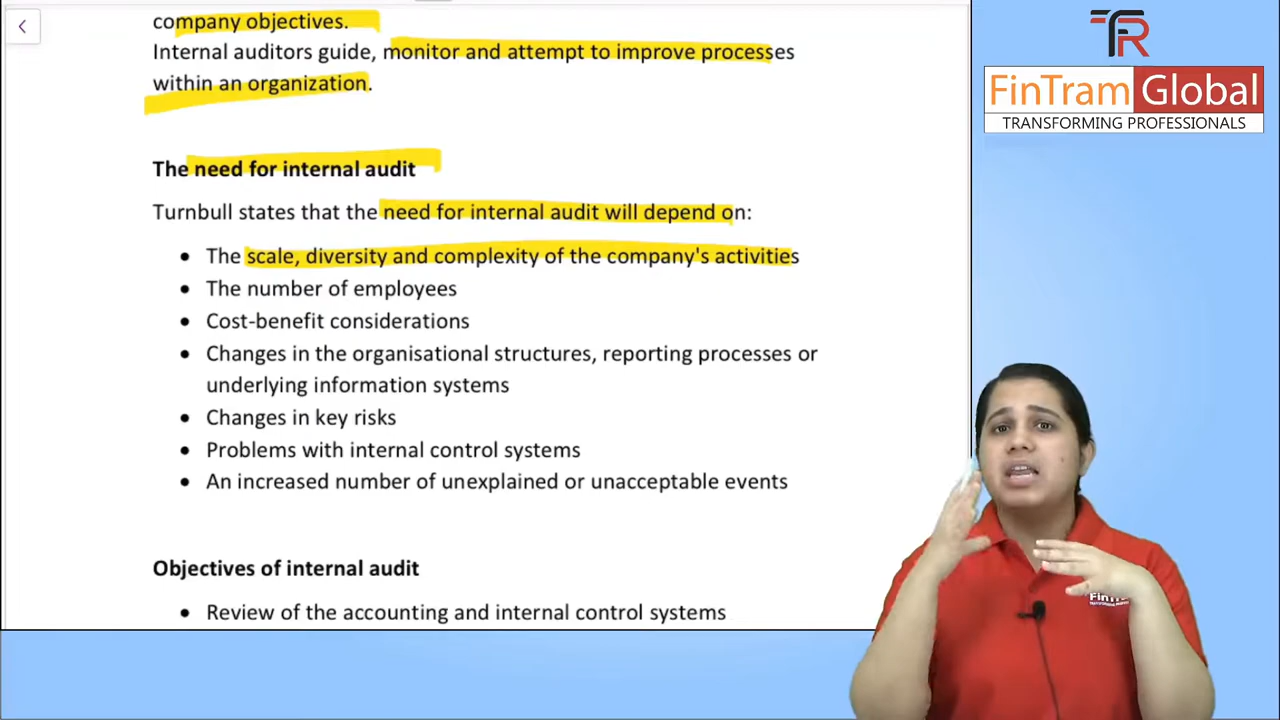 company objectives.
Internal auditors guide, monitor and attempt to improve processes
within an organization.
The need for internal audit
Turnbull states that the need for internal audit will depend on:
• The scale, diversity and complexity of the company's activities
• The number of employees
• Cost-benefit considerations
• Changes in the organisational structures, reporting processes or
underlying information systems
• Changes in key risks
• Problems with internal control systems
• An increased number of unexplained or unacceptable events
Objectives of internal audit
• Review of the accounting and internal control systems
FinTram Global
TRANSFORMING PROFESSIONALS